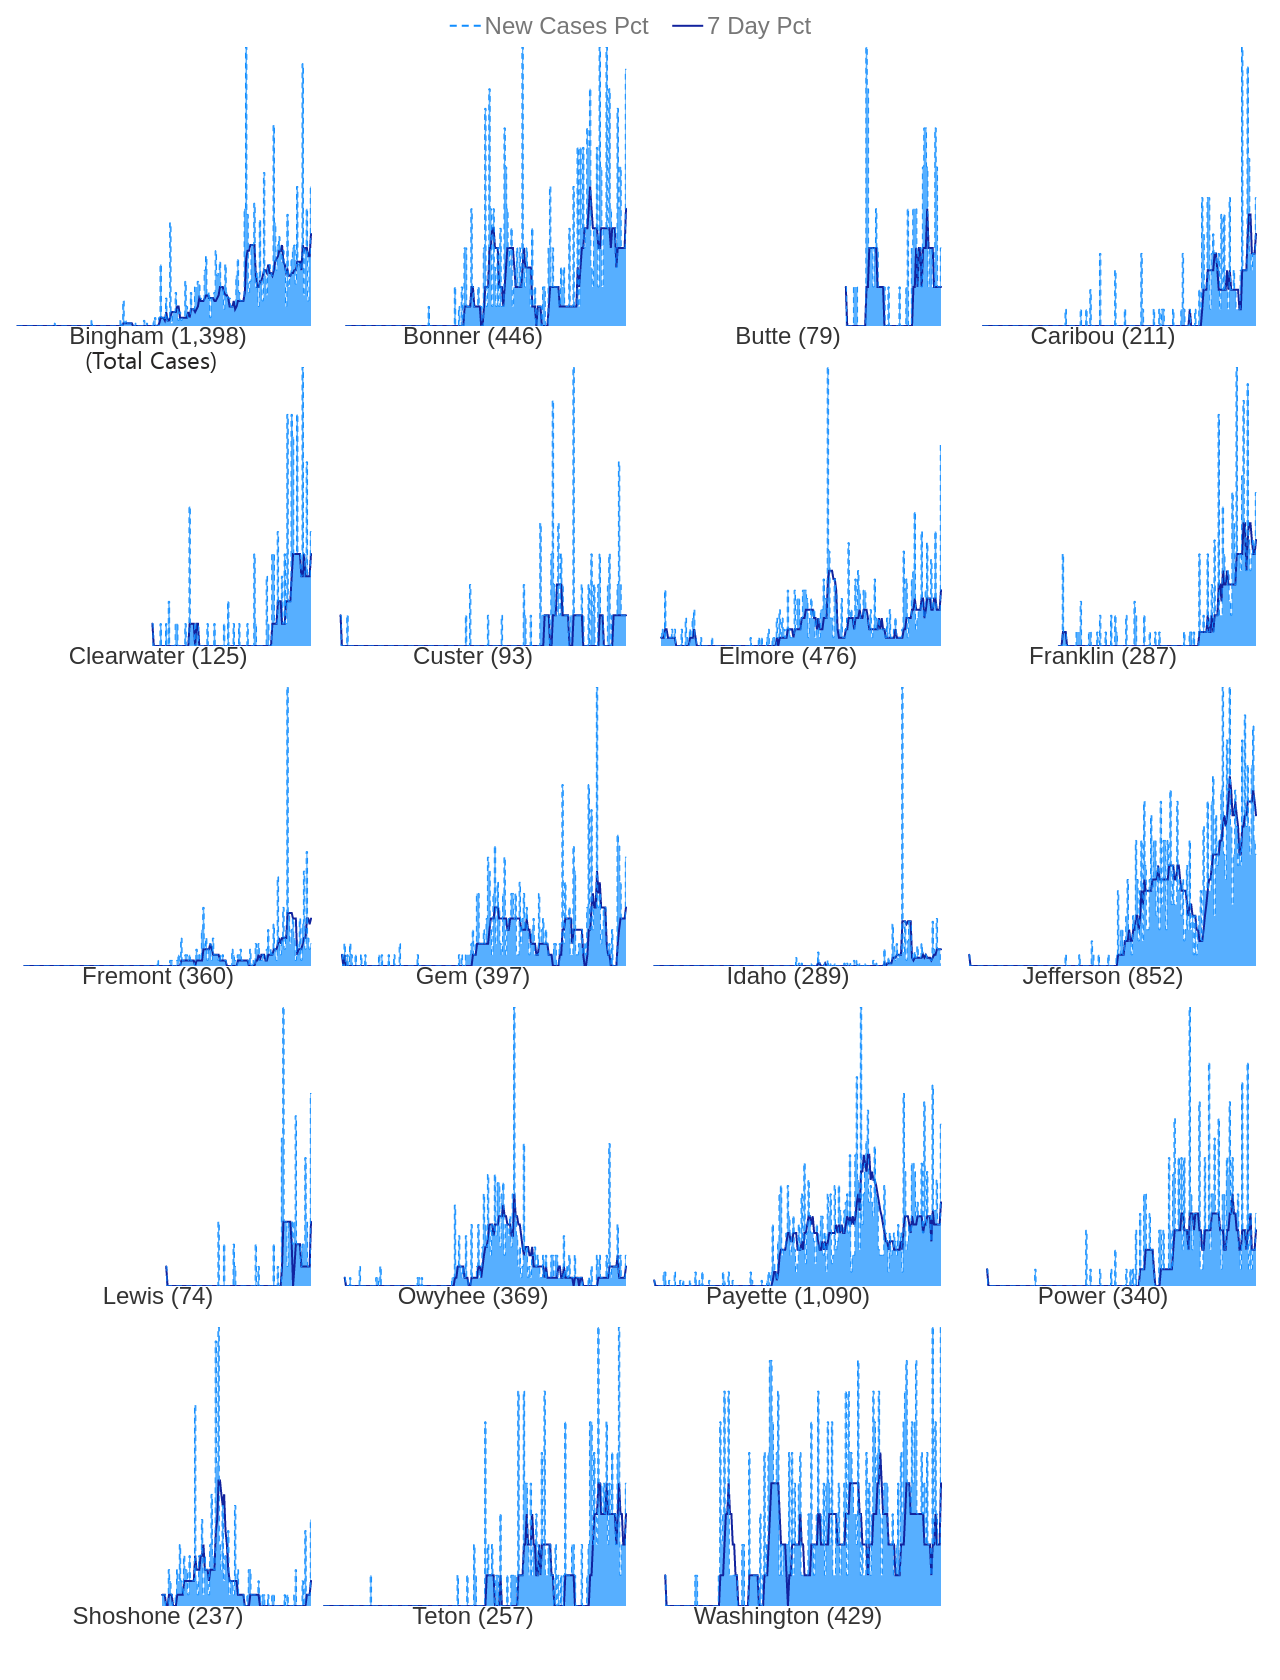 New Cases Pct 7 Day Pct
Bingham (1,398) Bonner (446) Butte (79) Caribou (211)
(Total Cases)
Clearwater (125) Custer (93) Elmore (476) Franklin (287)
Fremont (360) Gem (397) Idaho (289) Jefferson (852)
Lewis (74) Owyhee (369) Payette (1,090) Power (340)
Shoshone (237) Teton (257) Washington (429)